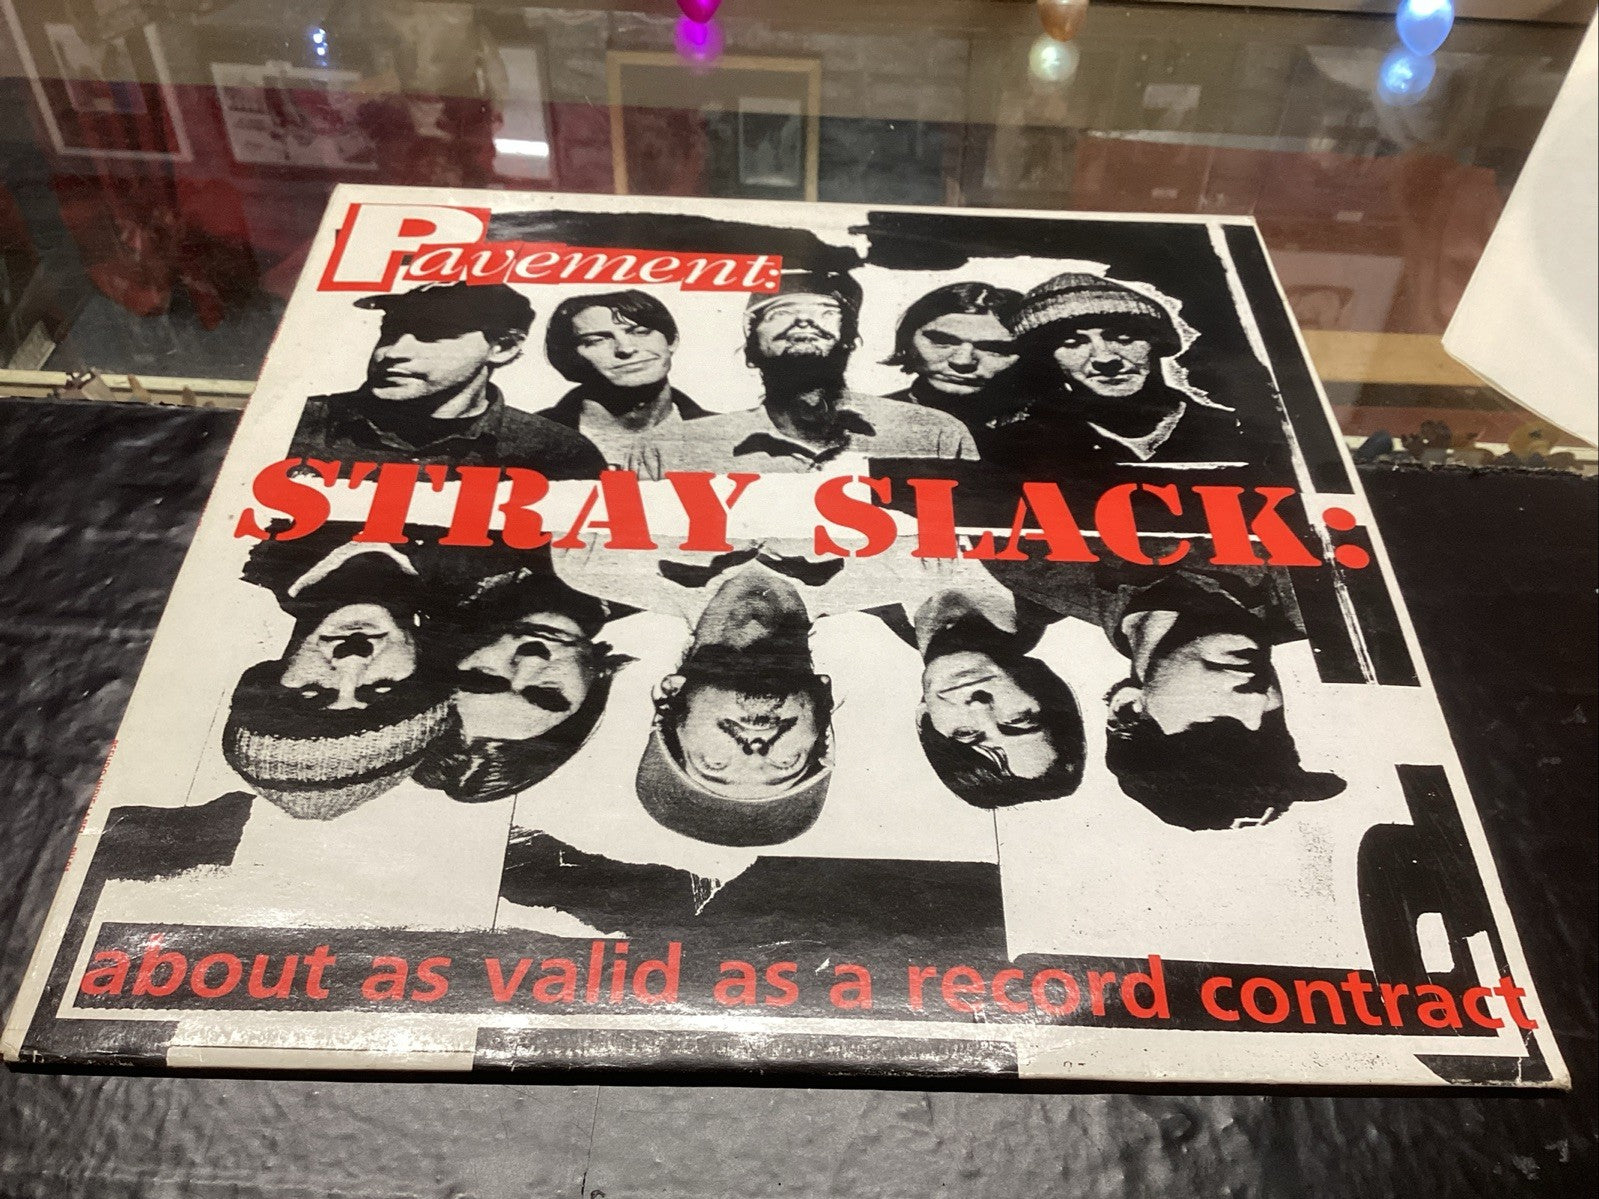 Pavement:
STRAY SLACK:
about as valid as a record contract